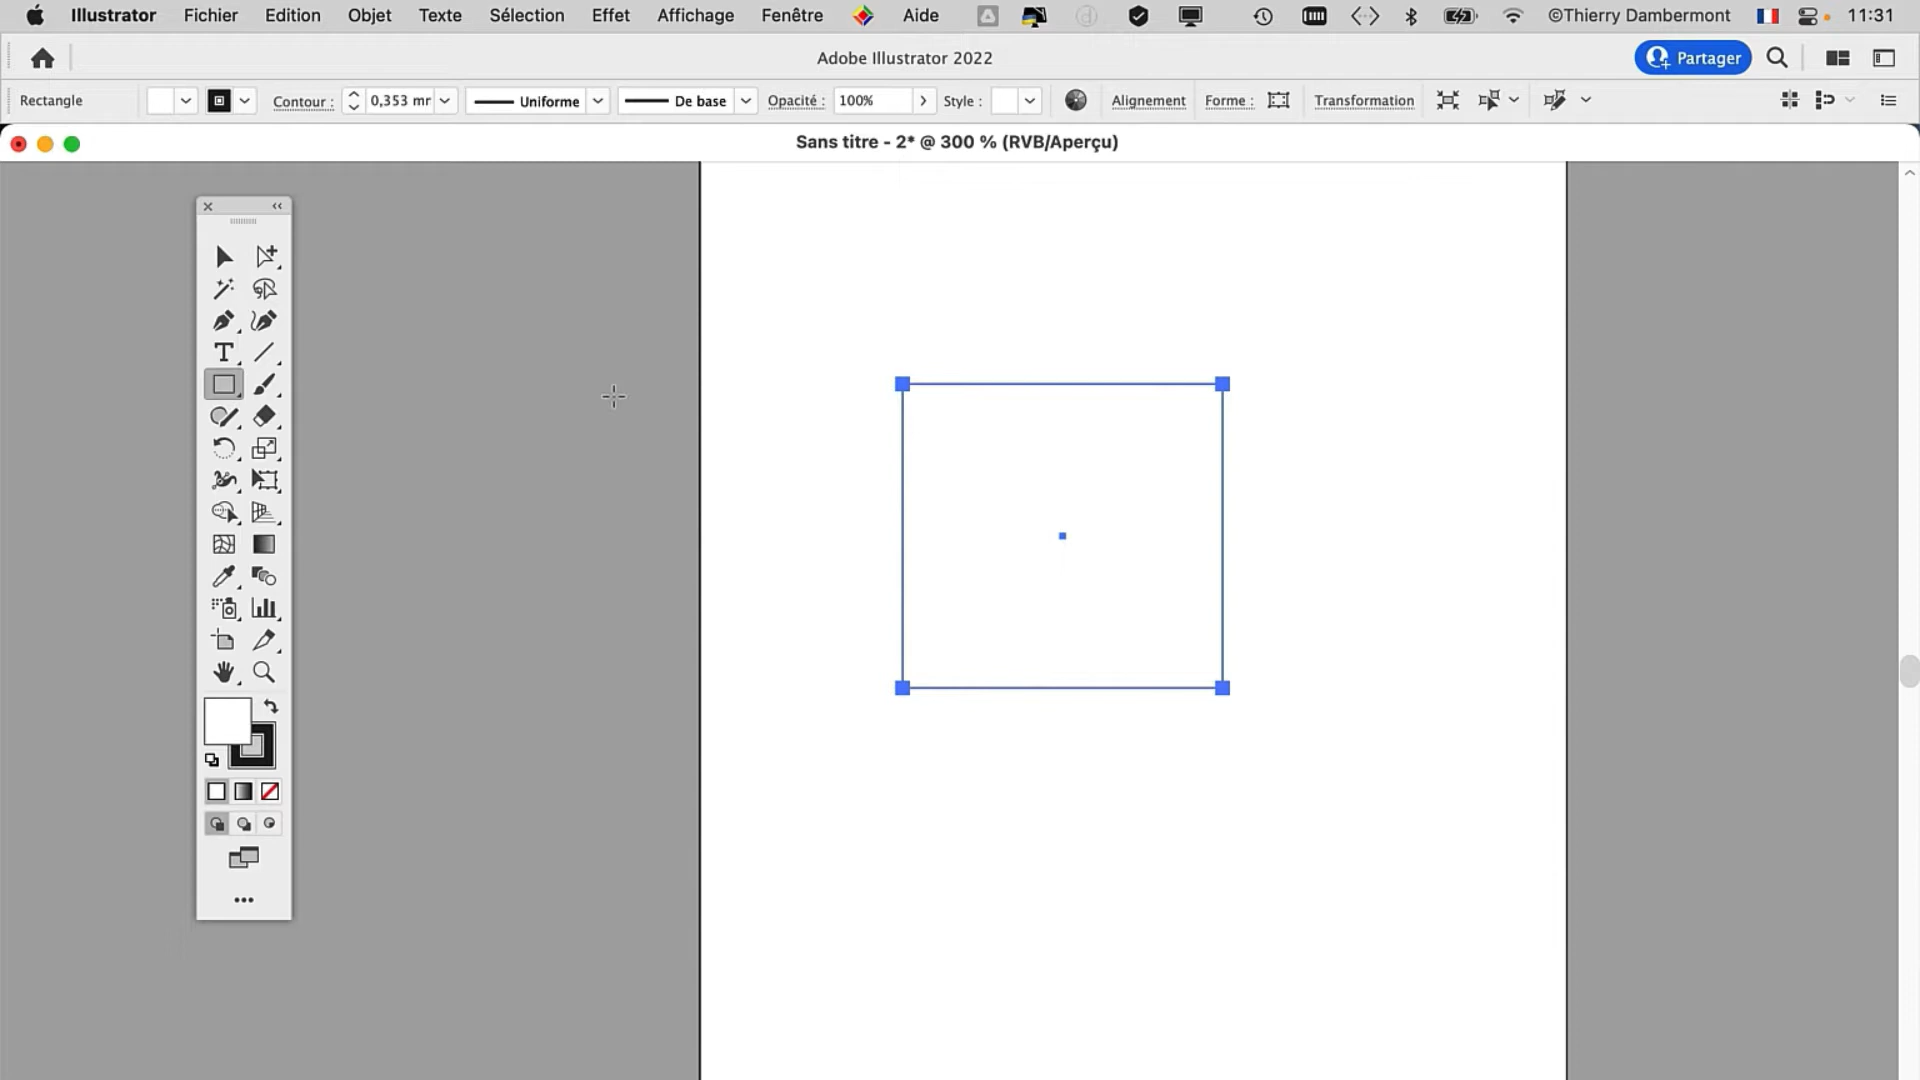 Illustrator Fichier Edition Objet Texte Sélection Effet Affichage Fenêtre Aide ©Thierry Dambermont 11:31
Adobe Illustrator 2022 Partager
Rectangle Contour : 0,353 mr Uniforme De base Opacité : 100% Style : Alignement Forme : Transformation
Sans titre - 2* @ 300 % (RVB/Aperçu)